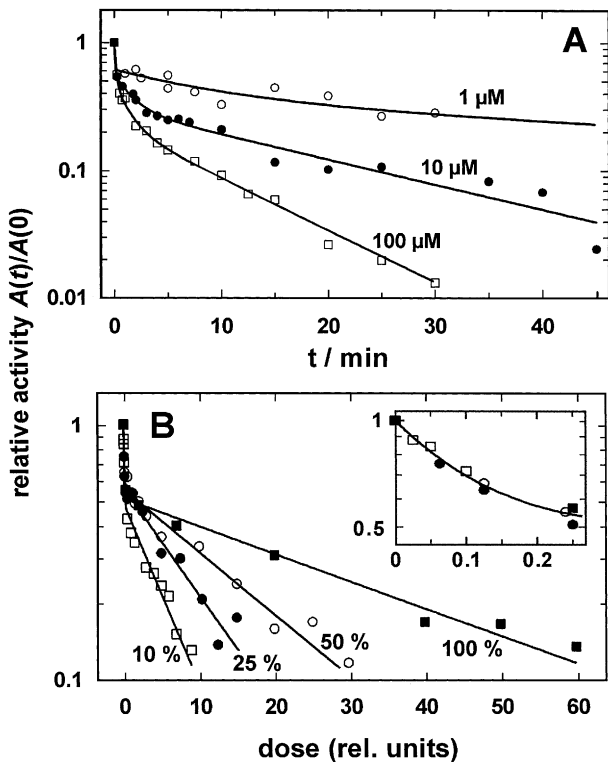 A
1
0.1
0.01
1 µM
10 µM
100 µM
0 10 20 30 40
t / min
relative activity A(t)/A(0)
B
1
0.1
10 %
25 %
50 %
100 %
0 10 20 30 40 50 60
dose (rel. units)
1
0.5
0 0.1 0.2